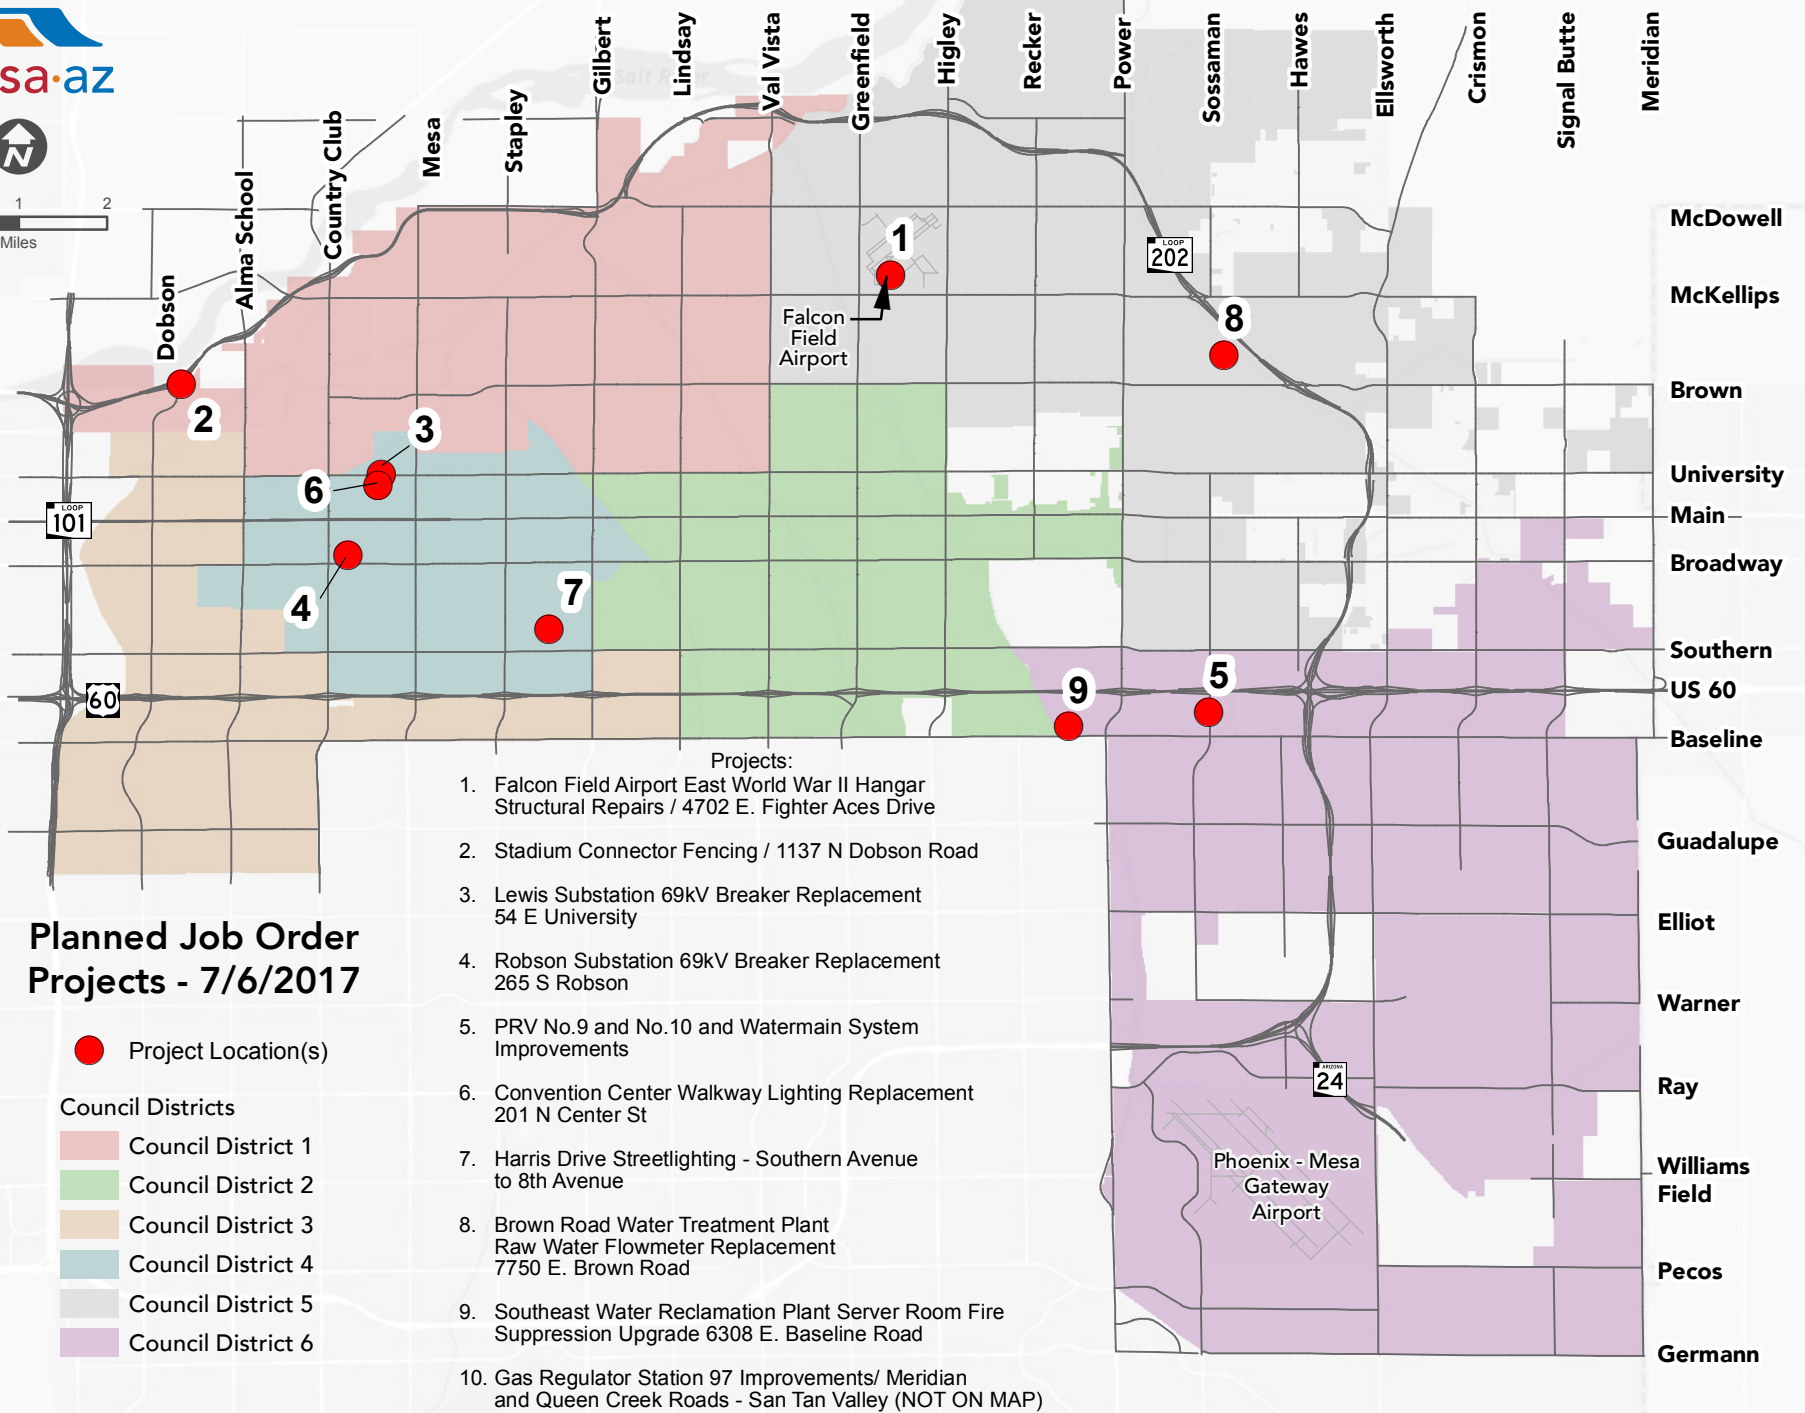 sa·az
N
1 2
Miles
Dobson
Alma School
Country Club
Mesa
Stapley
Gilbert
Lindsay
Val Vista
Greenfield
Higley
Recker
Power
Sossaman
Hawes
Ellsworth
Crismon
Signal Butte
Meridian
Salt River
McDowell
McKellips
Brown
University
Main
Broadway
Southern
US 60
Baseline
Guadalupe
Elliot
Warner
Ray
Williams
Field
Pecos
Germann
LOOP
202
LOOP
101
60
ARIZONA
24
1
2
3
4
5
6
7
8
9
Falcon
Field
Airport
Phoenix - Mesa
Gateway
Airport
Planned Job Order
Projects - 7/6/2017
Project Location(s)
Council Districts
Council District 1
Council District 2
Council District 3
Council District 4
Council District 5
Council District 6
Projects:
1. Falcon Field Airport East World War II Hangar
Structural Repairs / 4702 E. Fighter Aces Drive
2. Stadium Connector Fencing / 1137 N Dobson Road
3. Lewis Substation 69kV Breaker Replacement
54 E University
4. Robson Substation 69kV Breaker Replacement
265 S Robson
5. PRV No.9 and No.10 and Watermain System
Improvements
6. Convention Center Walkway Lighting Replacement
201 N Center St
7. Harris Drive Streetlighting - Southern Avenue
to 8th Avenue
8. Brown Road Water Treatment Plant
Raw Water Flowmeter Replacement
7750 E. Brown Road
9. Southeast Water Reclamation Plant Server Room Fire
Suppression Upgrade 6308 E. Baseline Road
10. Gas Regulator Station 97 Improvements/ Meridian
and Queen Creek Roads - San Tan Valley (NOT ON MAP)